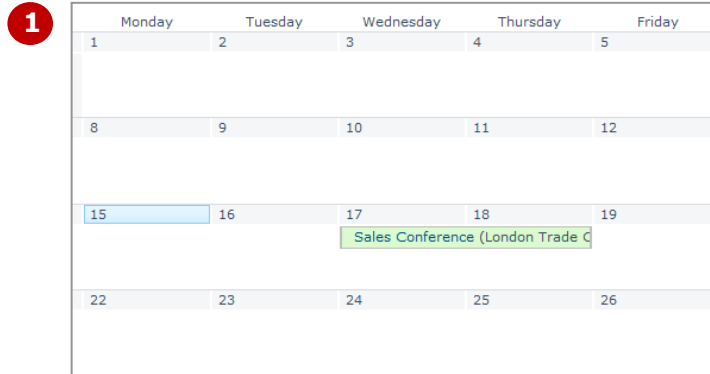 1
Monday Tuesday Wednesday Thursday Friday
1 2 3 4 5
8 9 10 11 12
15 16 17 18 19
Sales Conference (London Trade C
22 23 24 25 26